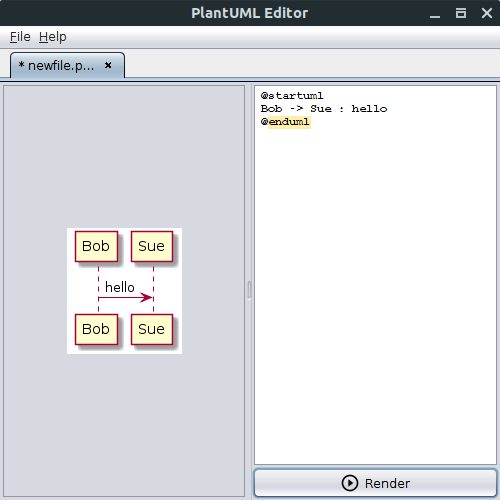 PlantUML Editor
File Help
* newfile.p...
Bob Sue
hello
Bob Sue
@startuml
Bob -> Sue : hello
@enduml
Render